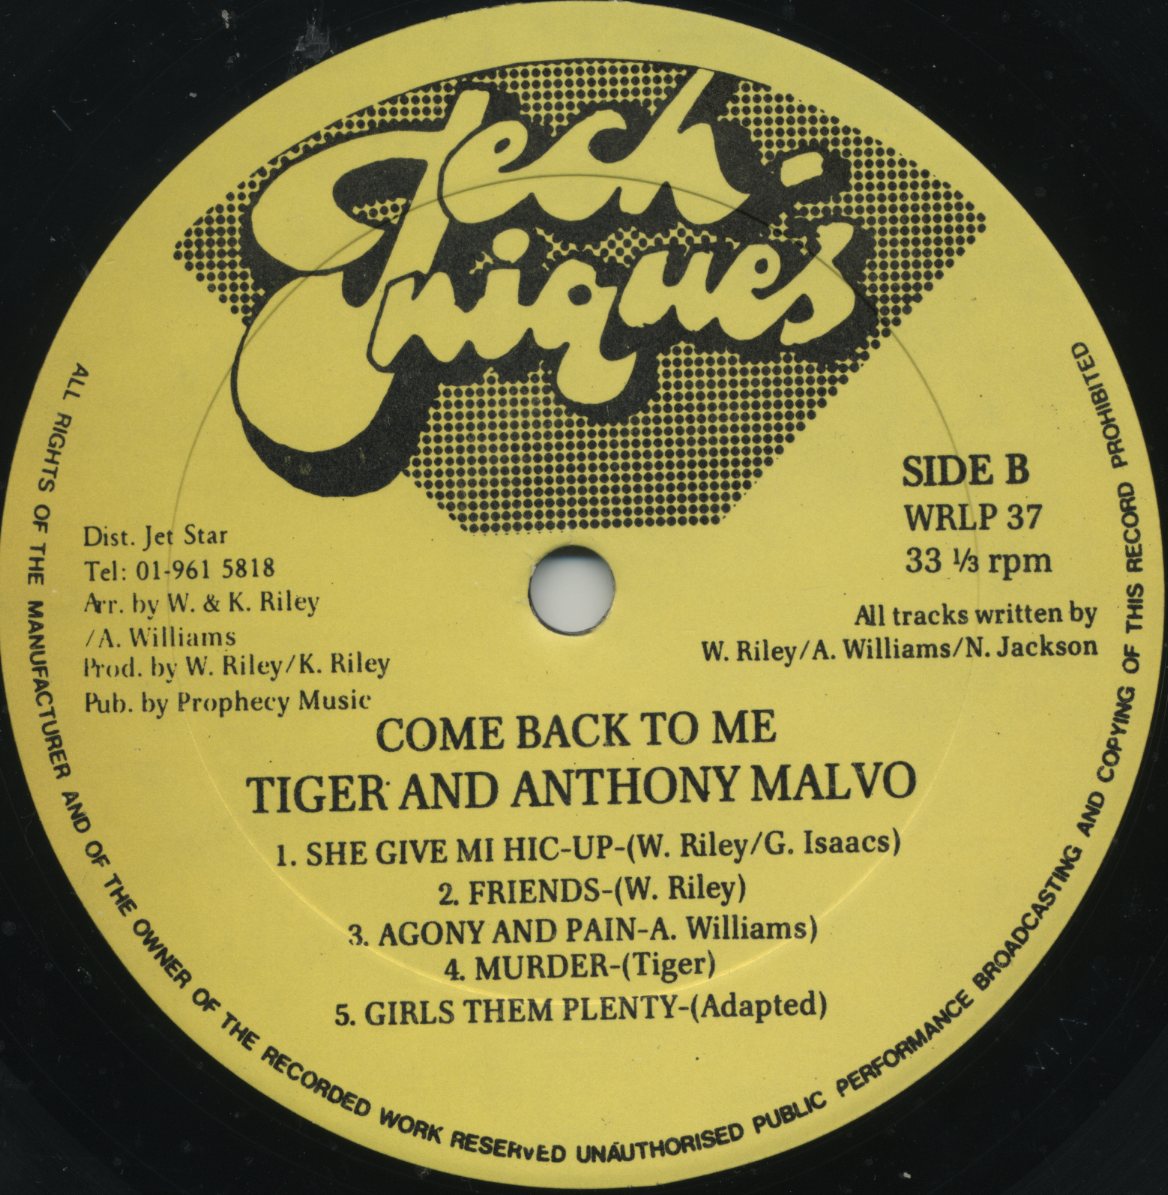 Tech-
niques
SIDE B
WRLP 37
33 ⅓ rpm
Dist. Jet Star
Tel: 01-961 5818
Arr. by W. & K. Riley
/A. Williams
Prod. by W. Riley/K. Riley
Pub. by Prophecy Music
All tracks written by
W. Riley/A. Williams/N. Jackson
COME BACK TO ME
TIGER AND ANTHONY MALVO
1. SHE GIVE MI HIC-UP-(W. Riley/G. Isaacs)
2. FRIENDS-(W. Riley)
3. AGONY AND PAIN-A. Williams)
4. MURDER-(Tiger)
5. GIRLS THEM PLENTY-(Adapted)
ALL RIGHTS OF THE MANUFACTURER AND OF THE OWNER OF THE RECORDED WORK RESERVED UNAUTHORISED PUBLIC PERFORMANCE BROADCASTING AND COPYING OF THIS RECORD PROHIBITED